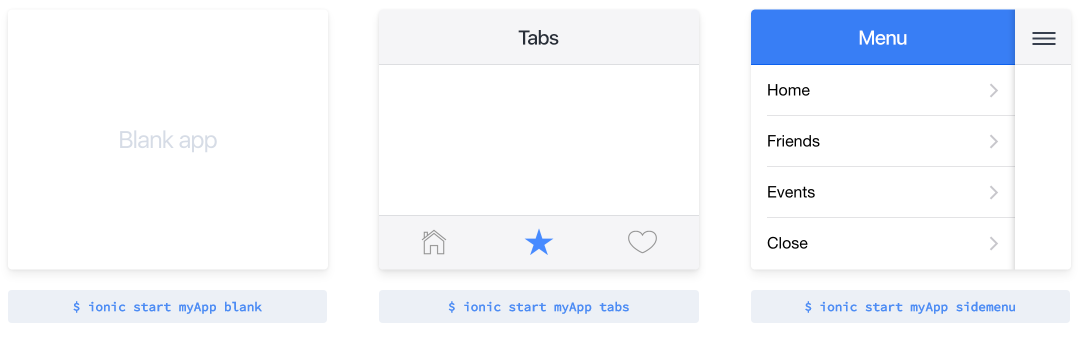 Blank app
$ ionic start myApp blank
Tabs
$ ionic start myApp tabs
Menu
Home
Friends
Events
Close
$ ionic start myApp sidemenu